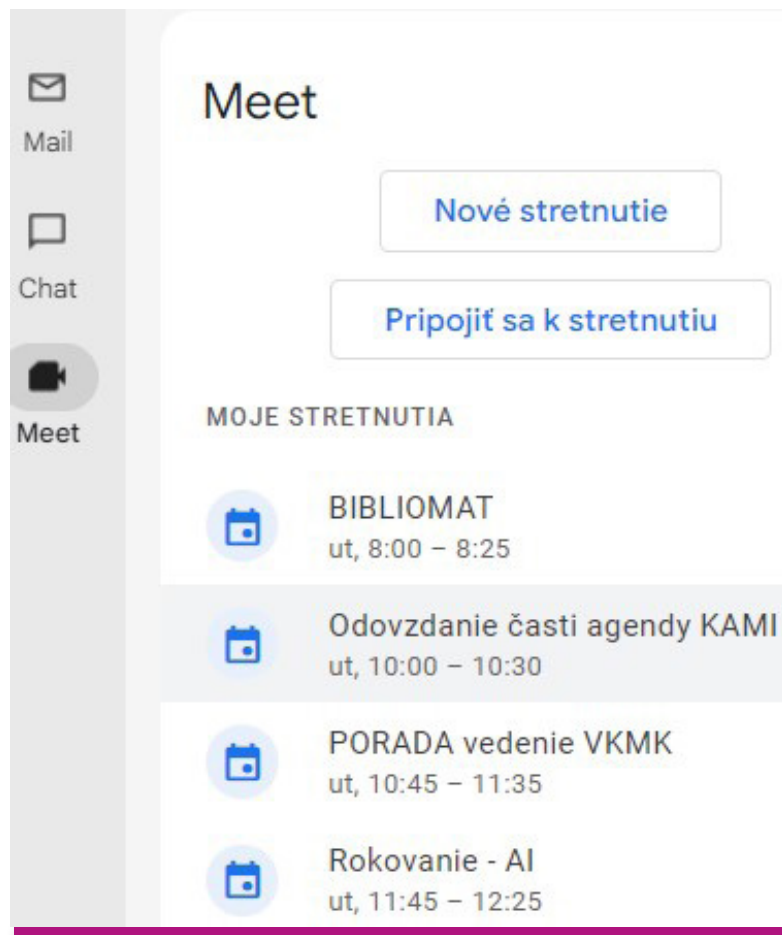 Mail
Chat
Meet
Meet
Nové stretnutie
Pripojiť sa k stretnutiu
MOJE STRETNUTIA
BIBLIOMAT
ut, 8:00 – 8:25
Odovzdanie časti agendy KAMI
ut, 10:00 – 10:30
PORADA vedenie VKMK
ut, 10:45 – 11:35
Rokovanie - AI
ut, 11:45 – 12:25